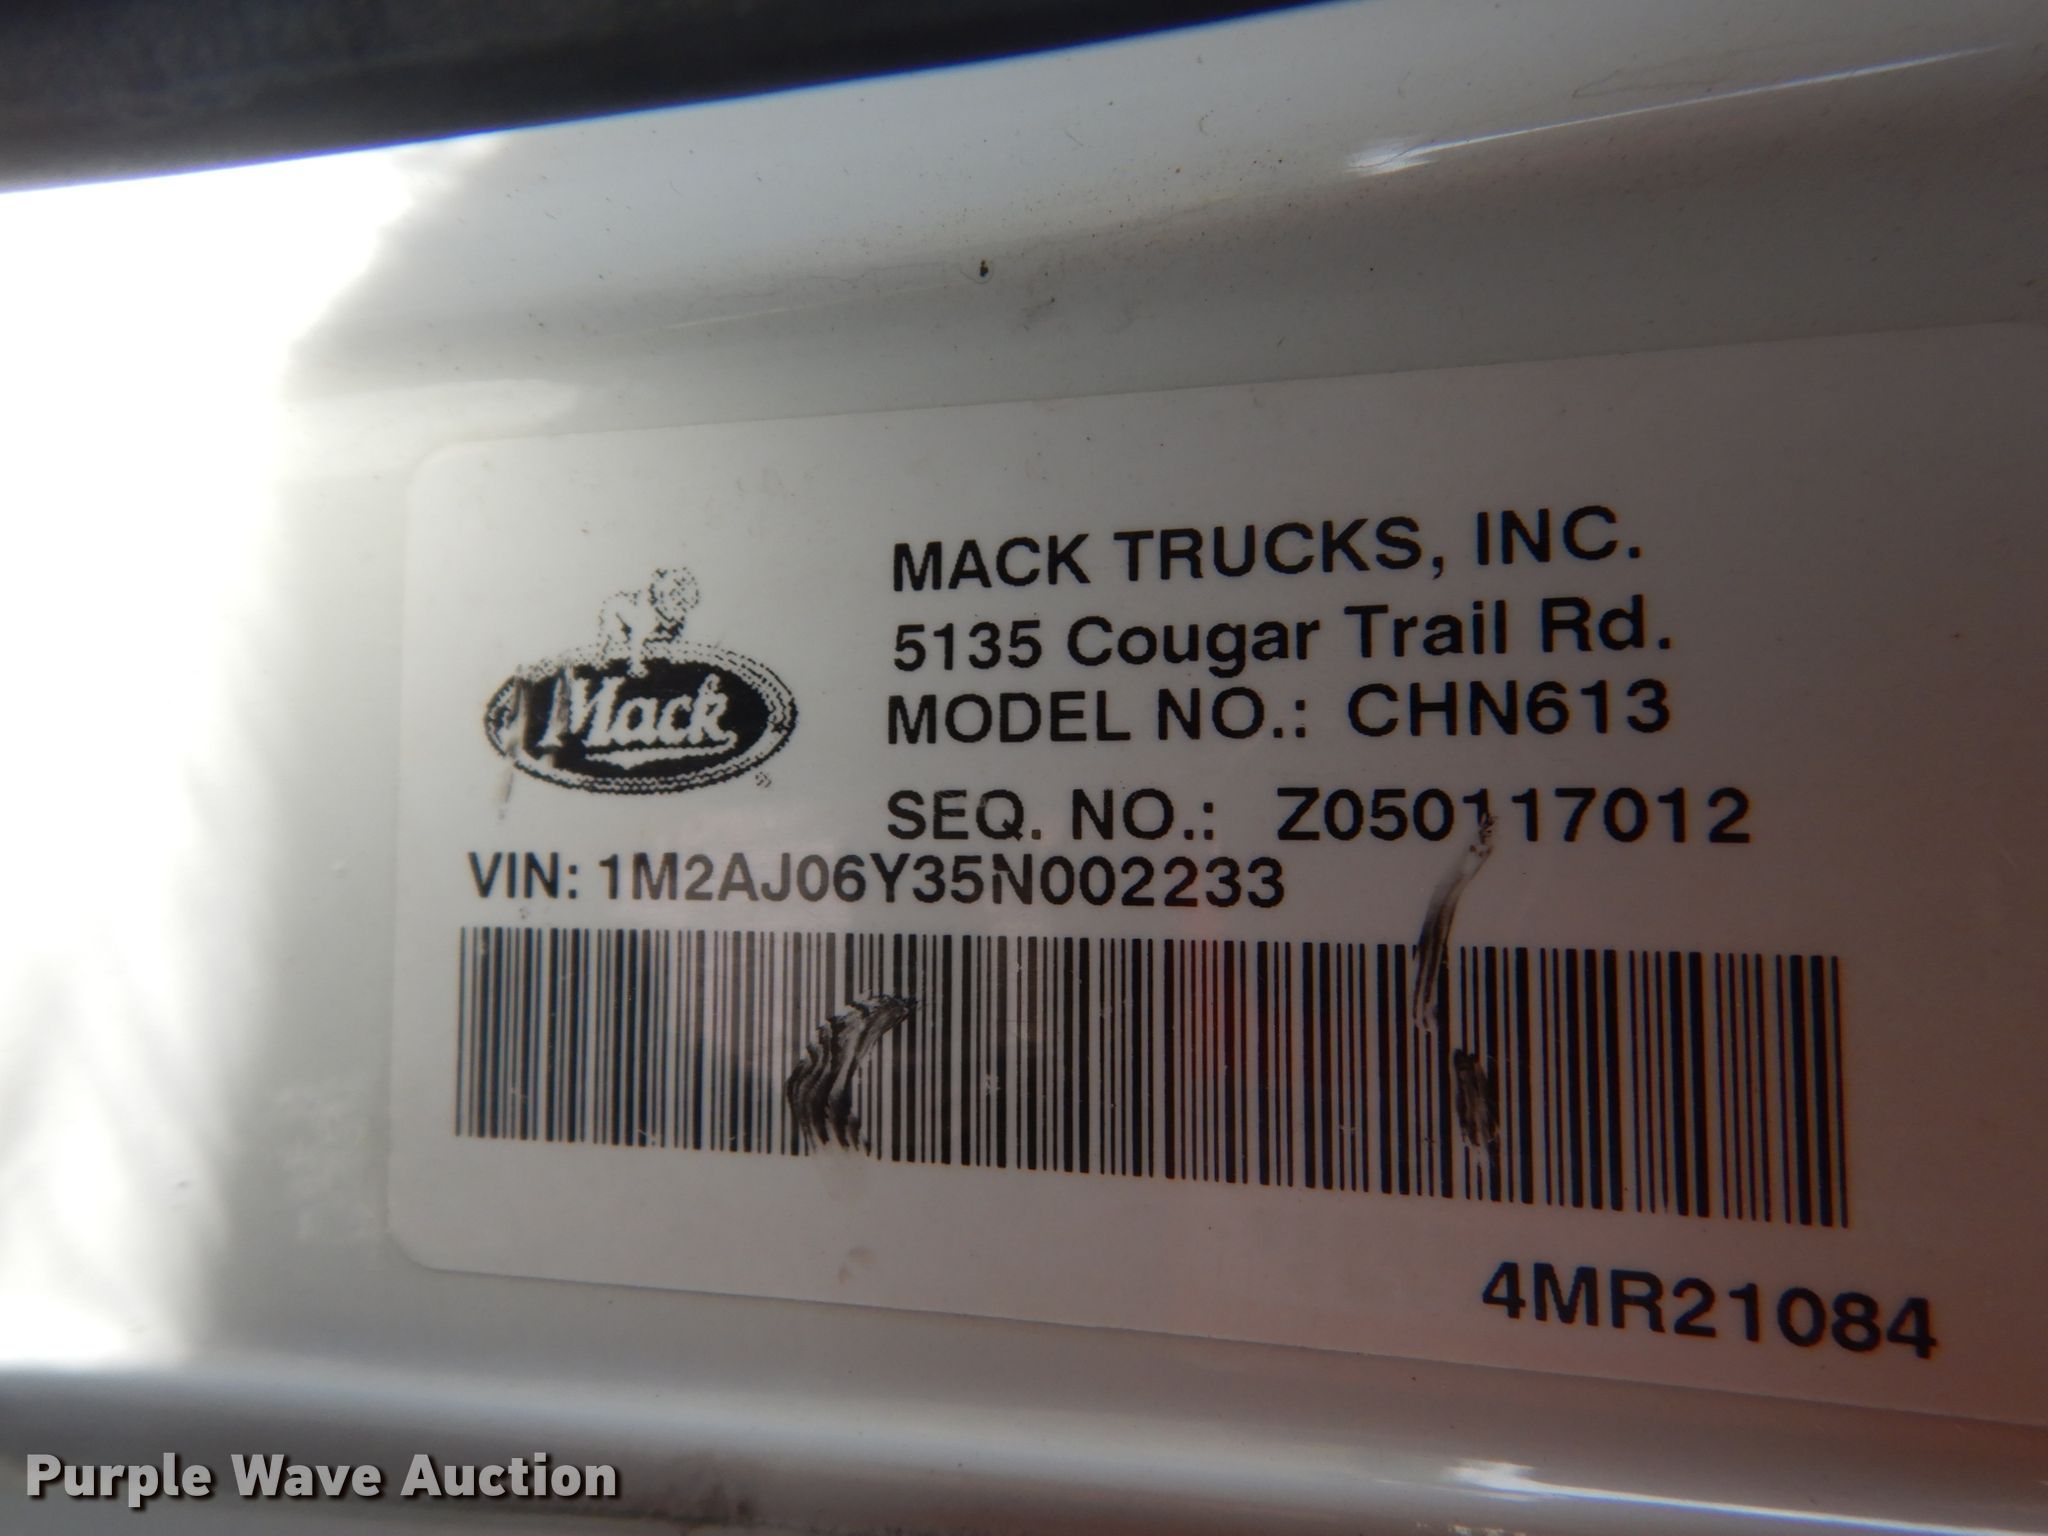 MACK TRUCKS, INC.
5135 Cougar Trail Rd.
MODEL NO.: CHN613
Mack
®
SEQ. NO.: Z050117012
VIN: 1M2AJ06Y35N002233
4MR21084
Purple Wave Auction